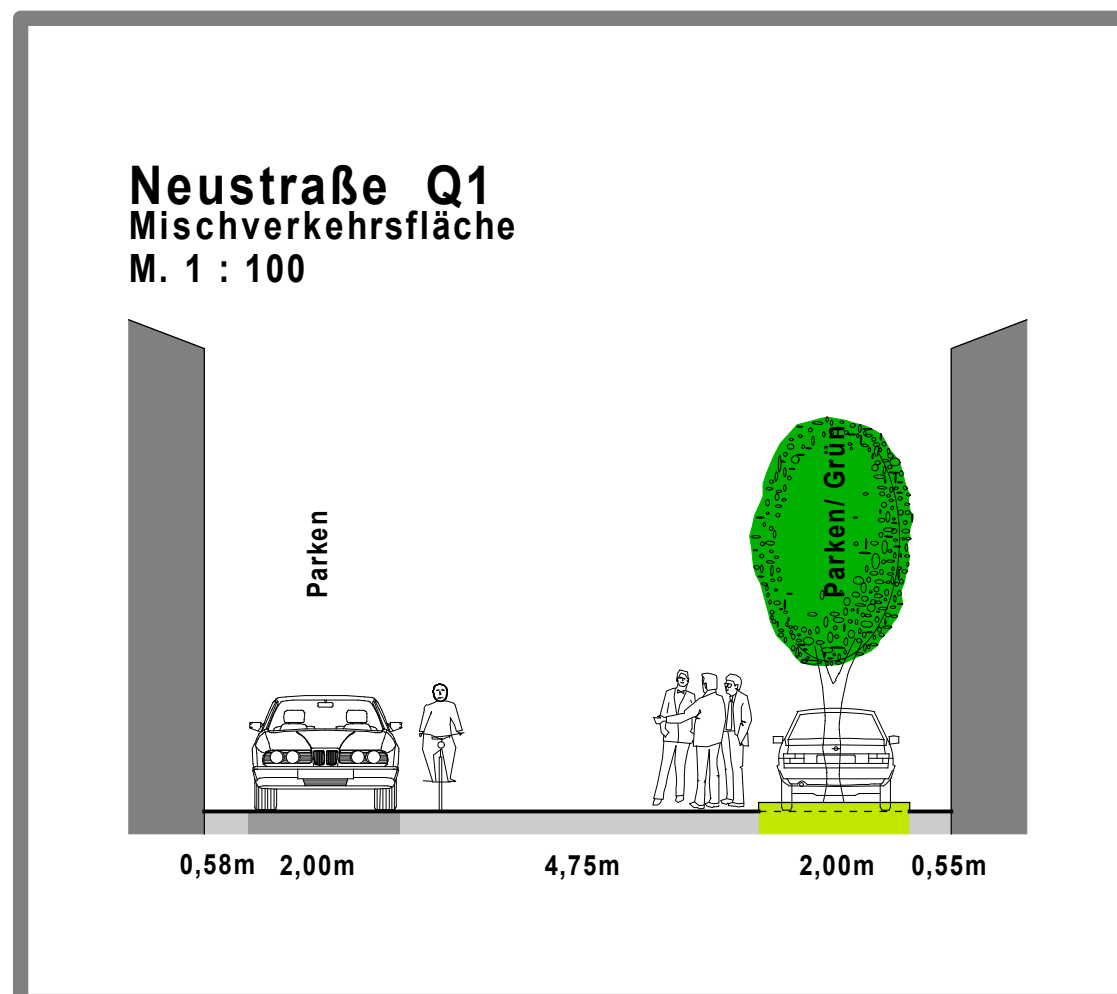 Neustraße Q1
Mischverkehrsfläche
M. 1 : 100
Parken
Parken/ Grün
0,58m 2,00m 4,75m 2,00m 0,55m